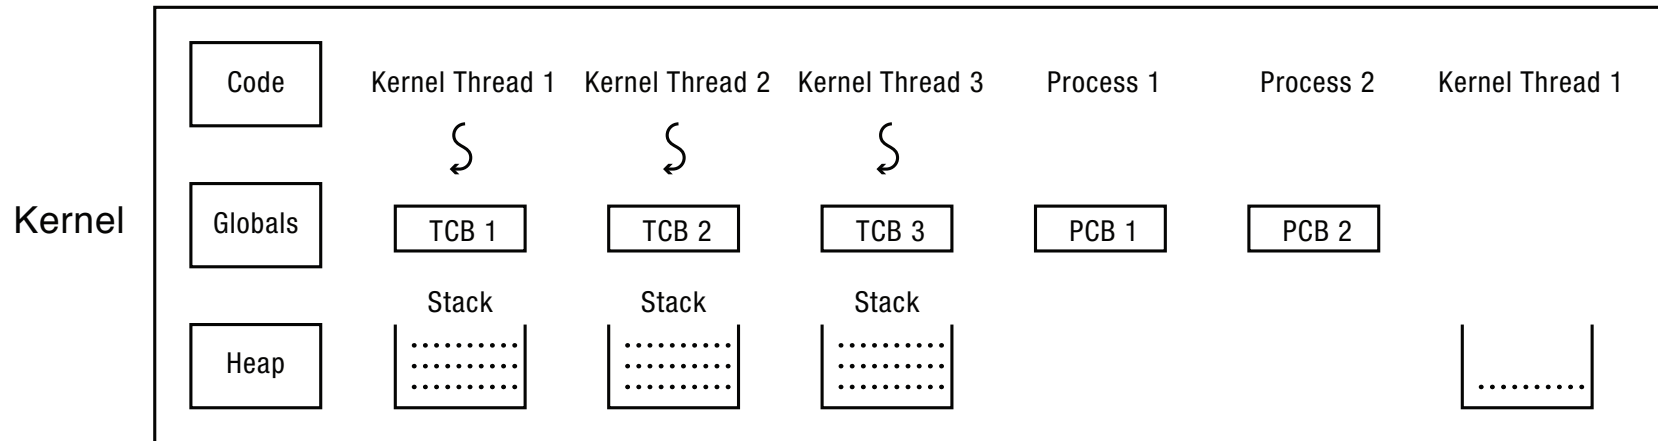 Code Kernel Thread 1 Kernel Thread 2 Kernel Thread 3 Process 1 Process 2 Kernel Thread 1
Kernel Globals TCB 1 TCB 2 TCB 3 PCB 1 PCB 2
Stack Stack Stack
Heap